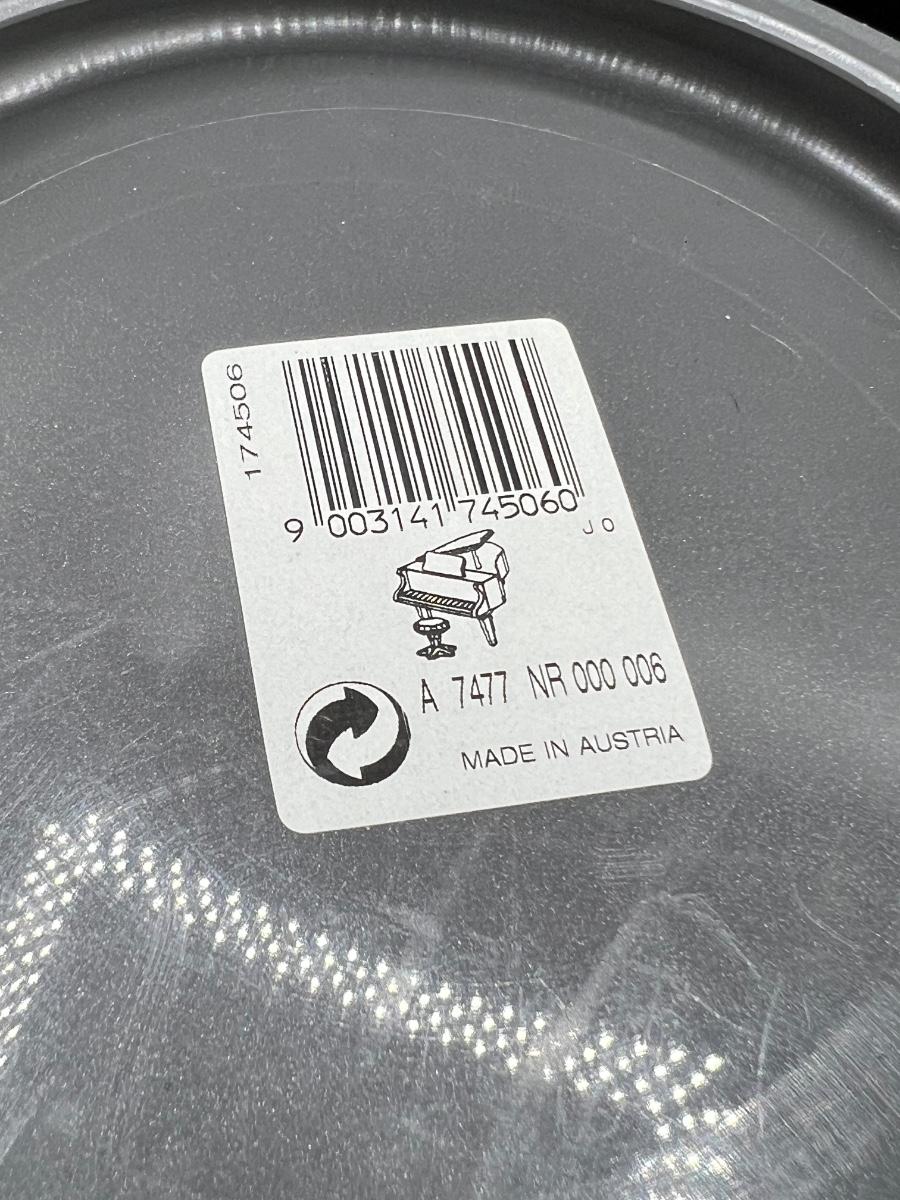 174506
9 003141 745060
J O
A 7477 NR 000 006
MADE IN AUSTRIA